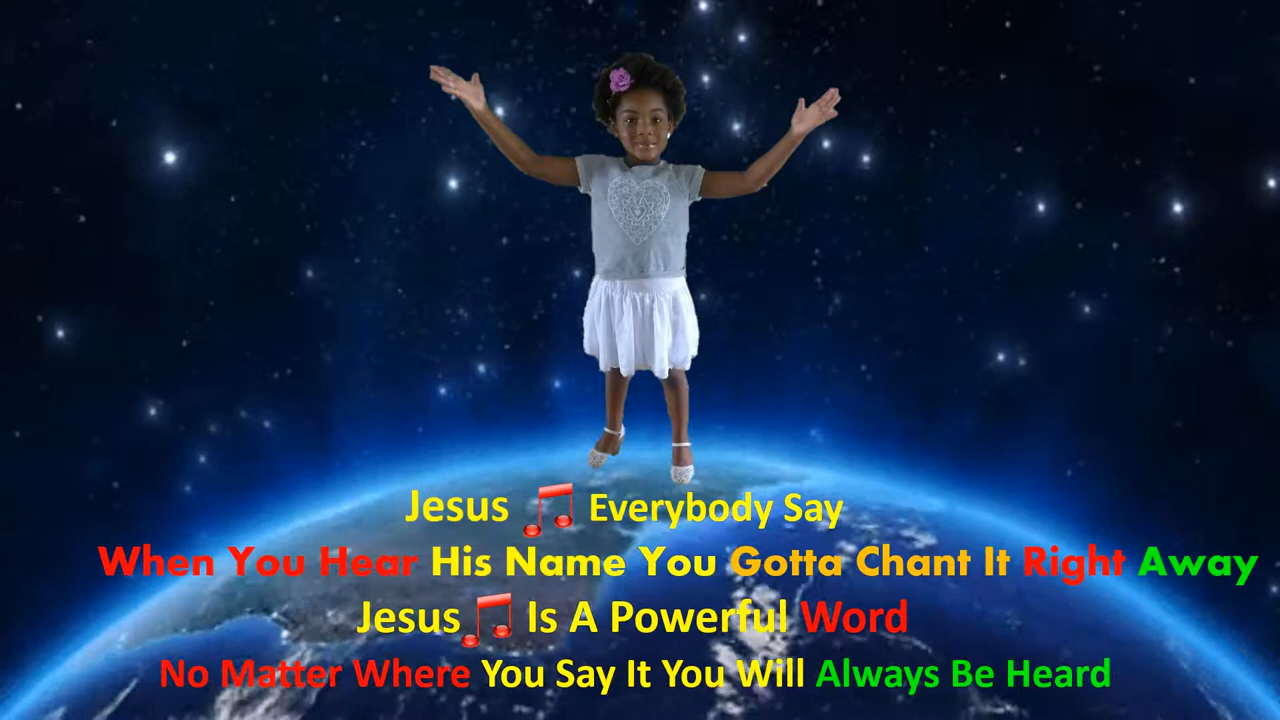 Jesus 🎵 Everybody Say
When You Hear His Name You Gotta Chant It Right Away
Jesus 🎵 Is A Powerful Word
No Matter Where You Say It You Will Always Be Heard